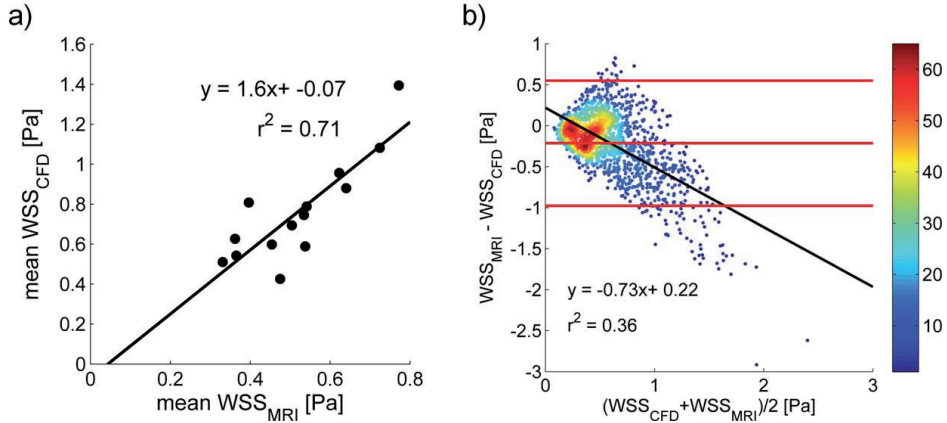 a)
y = 1.6x+ -0.07
r² = 0.71
mean WSS_CFD [Pa]
1.6
1.4
1.2
1
0.8
0.6
0.4
0.2
0
0 0.2 0.4 0.6 0.8
mean WSS_MRI [Pa]
b)
WSS_MRI - WSS_CFD [Pa]
1
0.5
0
-0.5
-1
-1.5
-2
-2.5
-3
y = -0.73x+ 0.22
r² = 0.36
0 1 2 3
(WSS_CFD+WSS_MRI)/2 [Pa]
60
50
40
30
20
10